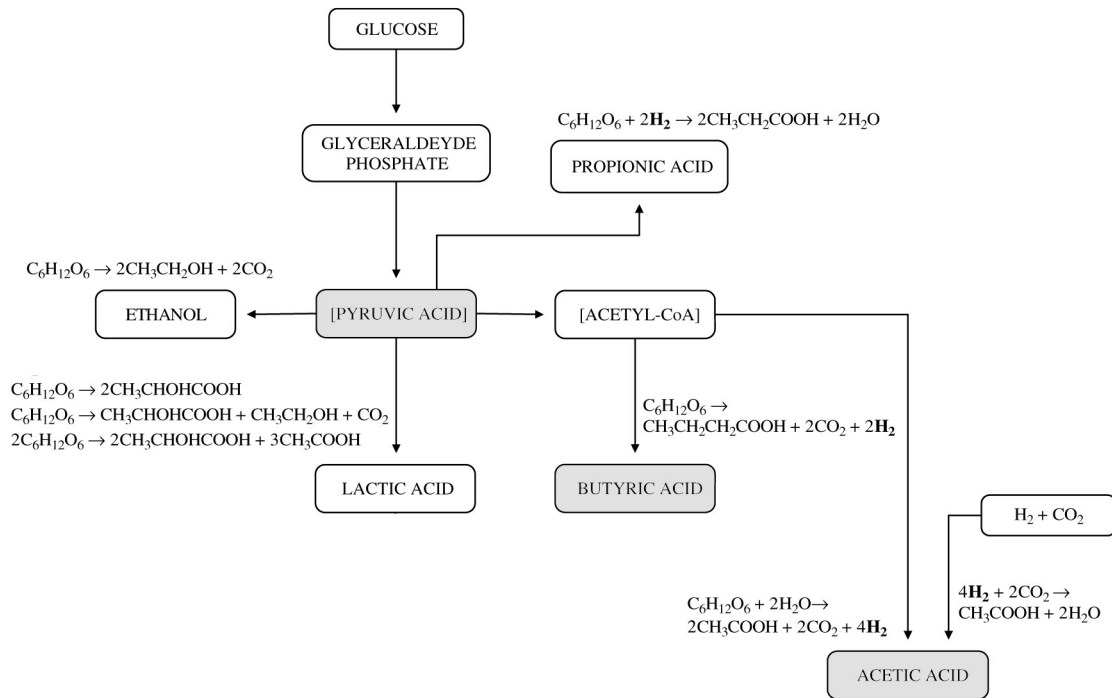 GLUCOSE
C₆H₁₂O₆ + 2H₂ → 2CH₃CH₂COOH + 2H₂O
GLYCERALDEYDE
PHOSPHATE
PROPIONIC ACID
C₆H₁₂O₆ → 2CH₃CH₂OH + 2CO₂
ETHANOL
[PYRUVIC ACID]
[ACETYL-CoA]
C₆H₁₂O₆ → 2CH₃CHOHCOOH
C₆H₁₂O₆ → CH₃CHOHCOOH + CH₃CH₂OH + CO₂
2C₆H₁₂O₆ → 2CH₃CHOHCOOH + 3CH₃COOH
C₆H₁₂O₆ →
CH₃CH₂CH₂COOH + 2CO₂ + 2H₂
LACTIC ACID
BUTYRIC ACID
H₂ + CO₂
C₆H₁₂O₆ + 2H₂O→
2CH₃COOH + 2CO₂ + 4H₂
4H₂ + 2CO₂ →
CH₃COOH + 2H₂O
ACETIC ACID